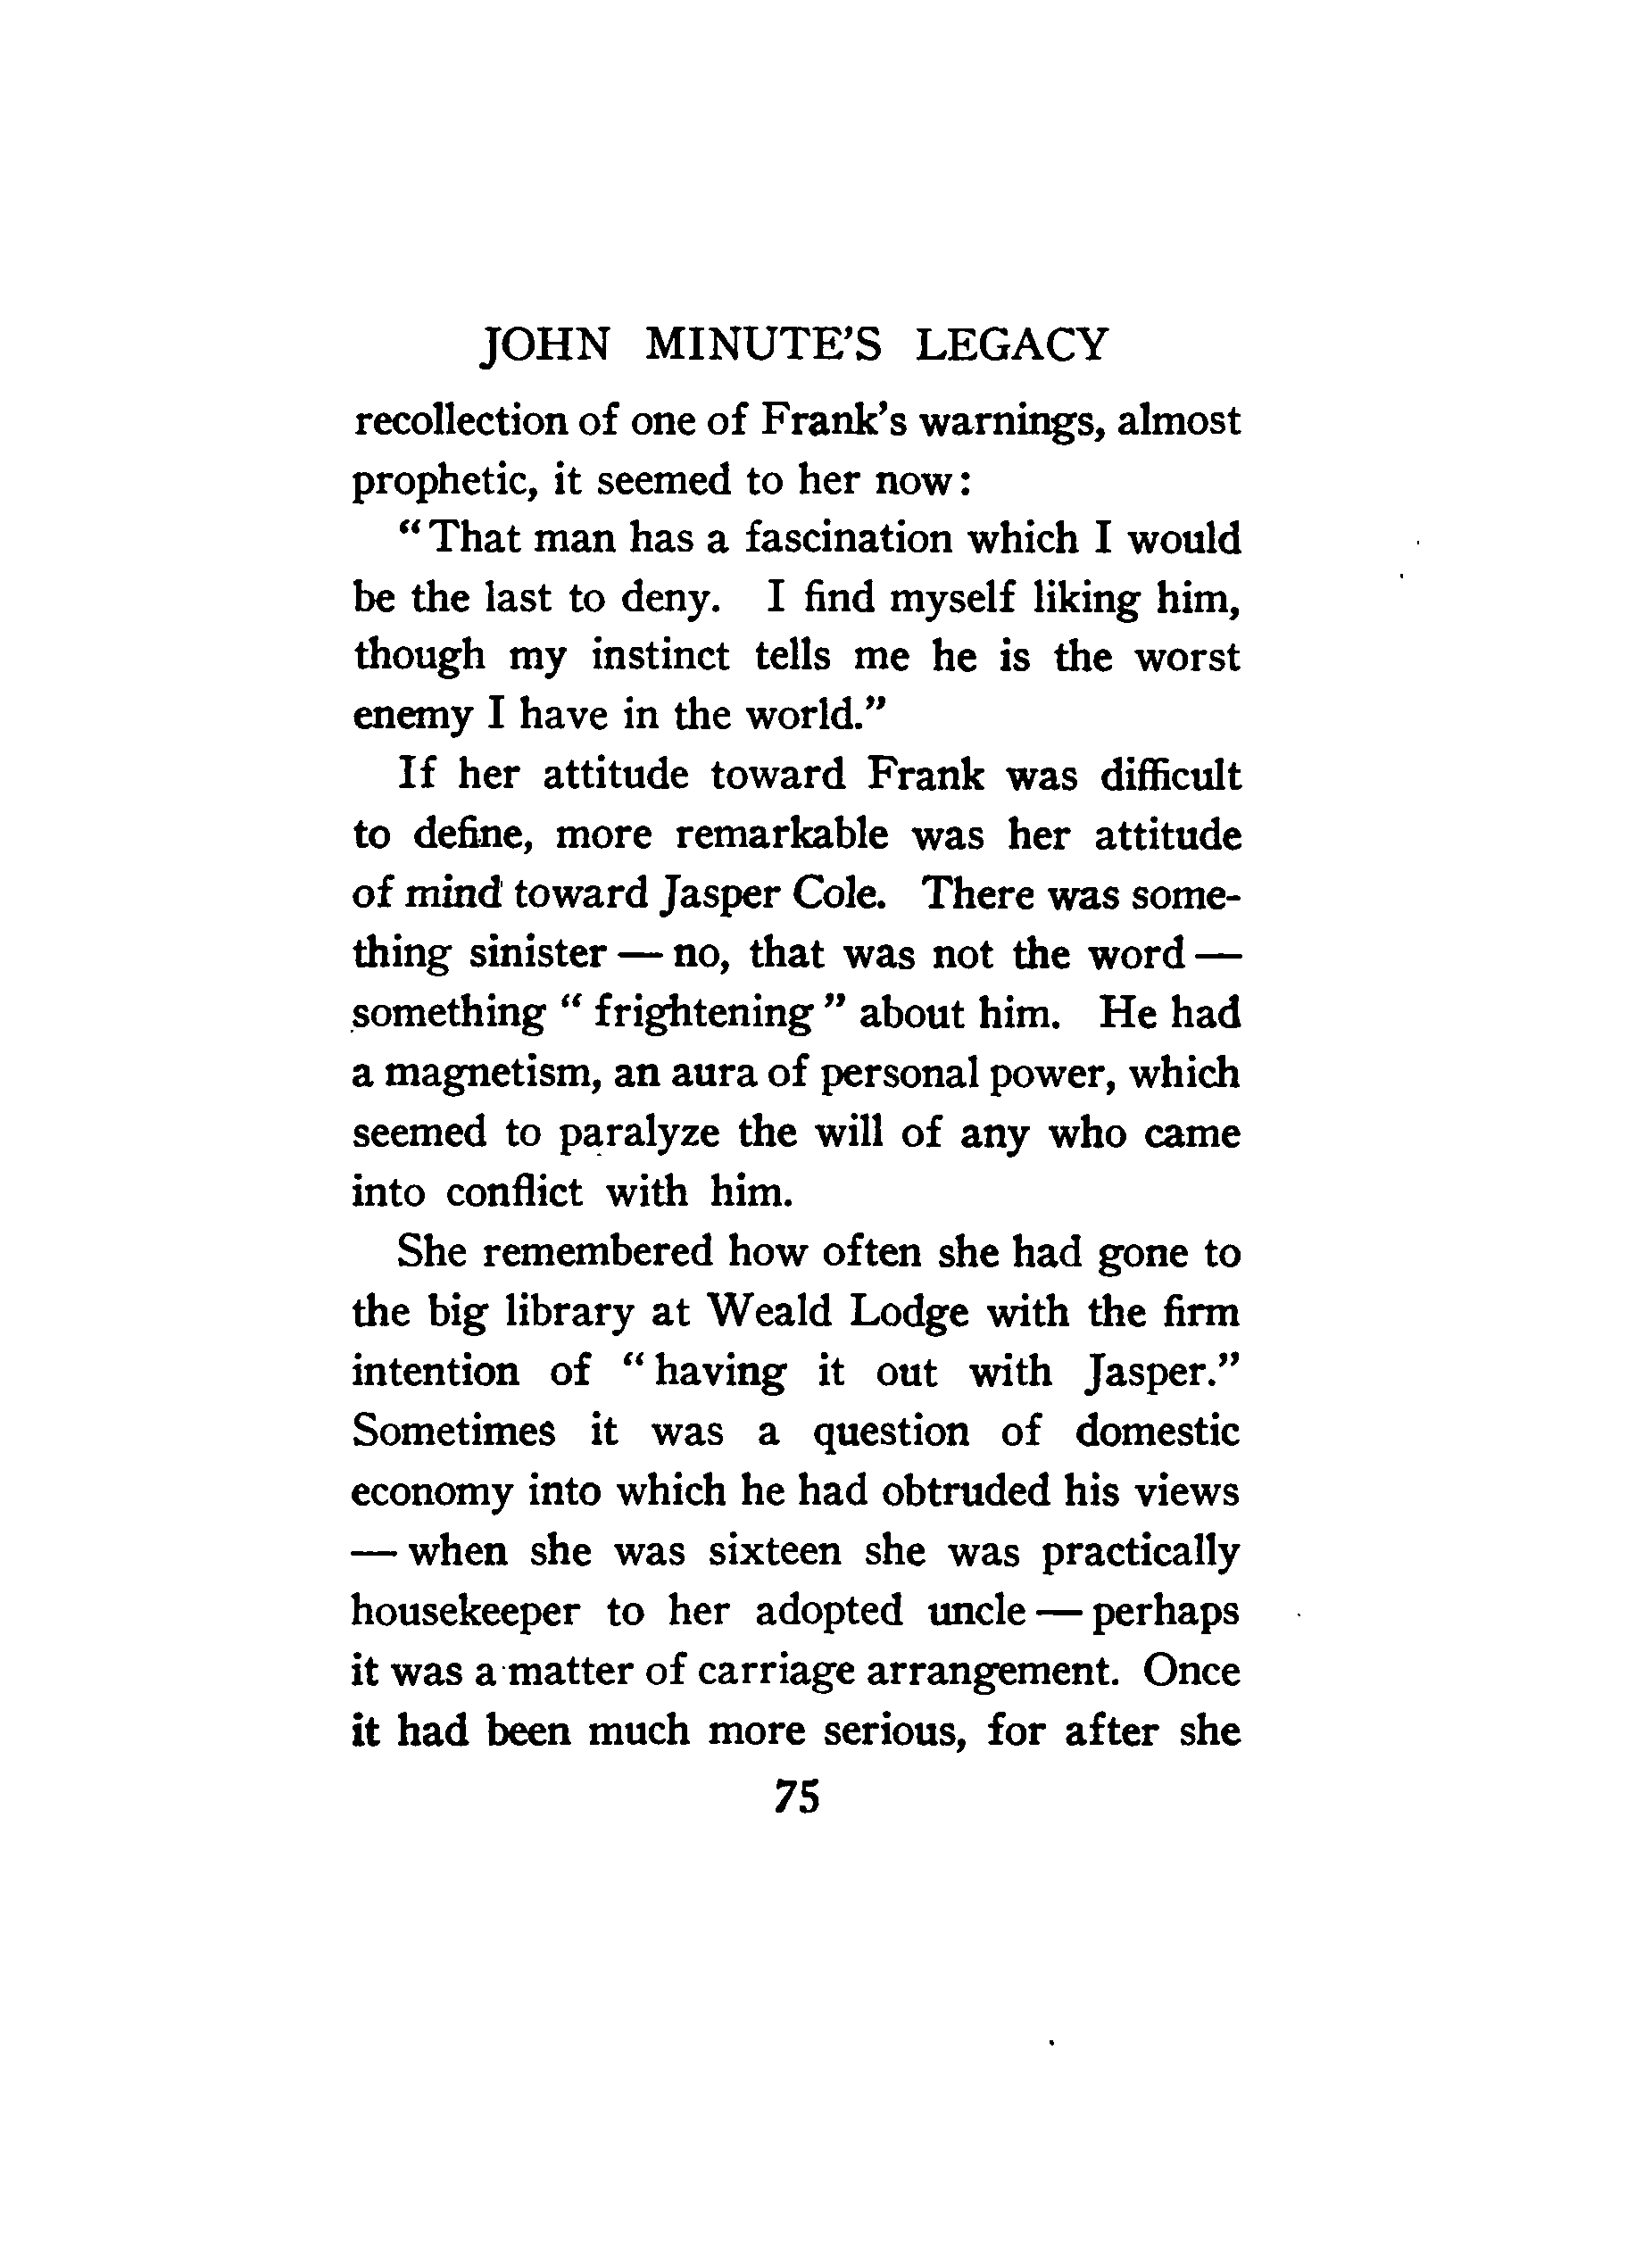 JOHN MINUTE'S LEGACY
recollection of one of Frank's warnings, almost
prophetic, it seemed to her now:
"That man has a fascination which I would
be the last to deny. I find myself liking him,
though my instinct tells me he is the worst
enemy I have in the world."
If her attitude toward Frank was difficult
to define, more remarkable was her attitude
of mind toward Jasper Cole. There was some-
thing sinister — no, that was not the word —
something " frightening " about him. He had
a magnetism, an aura of personal power, which
seemed to paralyze the will of any who came
into conflict with him.
She remembered how often she had gone to
the big library at Weald Lodge with the firm
intention of "having it out with Jasper."
Sometimes it was a question of domestic
economy into which he had obtruded his views
— when she was sixteen she was practically
housekeeper to her adopted uncle — perhaps
it was a matter of carriage arrangement. Once
it had been much more serious, for after she
75